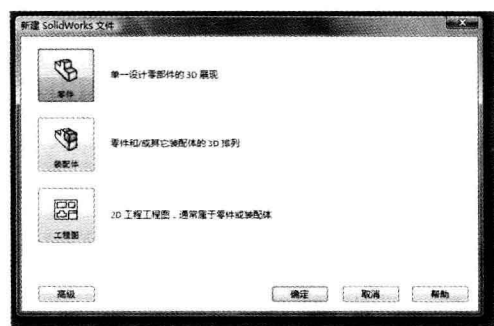 新建 SolidWorks 文件
单一设计零部件的 3D 展现
零件
零件和/或其它装配体的 3D 排列
装配体
2D 工程工程图，通常属于零件或装配体
工程图
高级 确定 取消 帮助